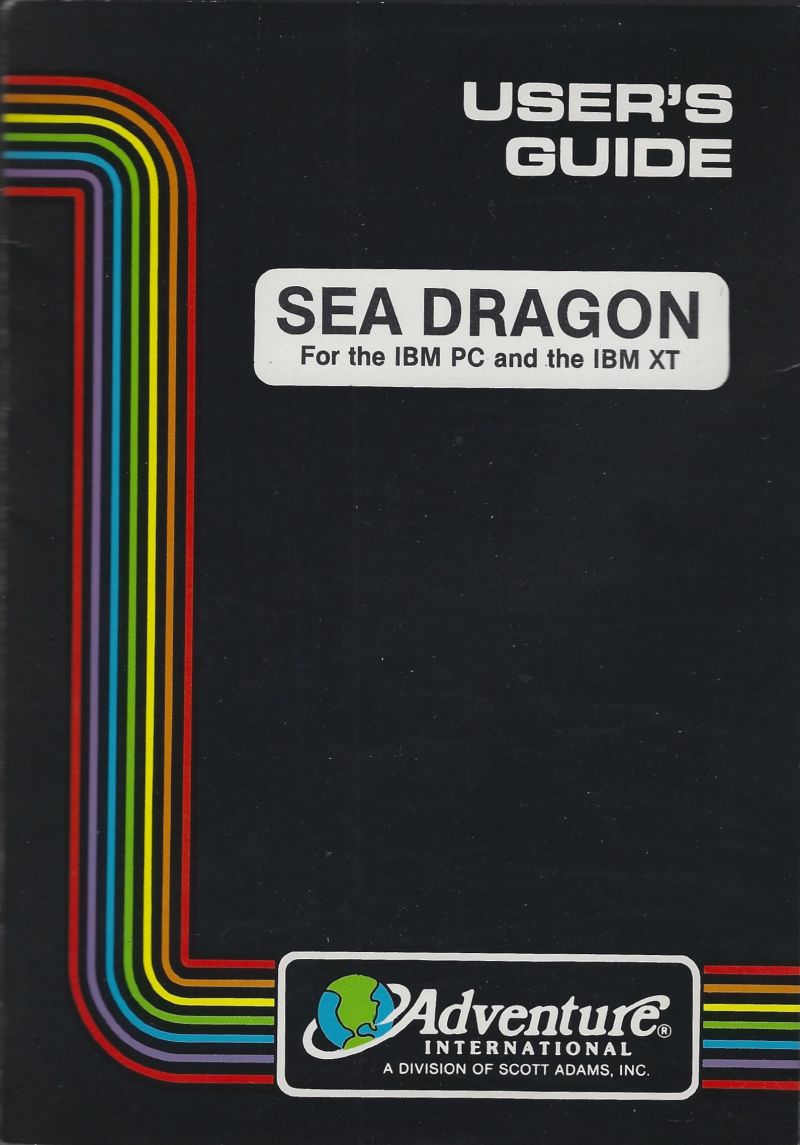 USER'S
GUIDE
SEA DRAGON
For the IBM PC and the IBM XT
Adventure®
INTERNATIONAL
A DIVISION OF SCOTT ADAMS, INC.